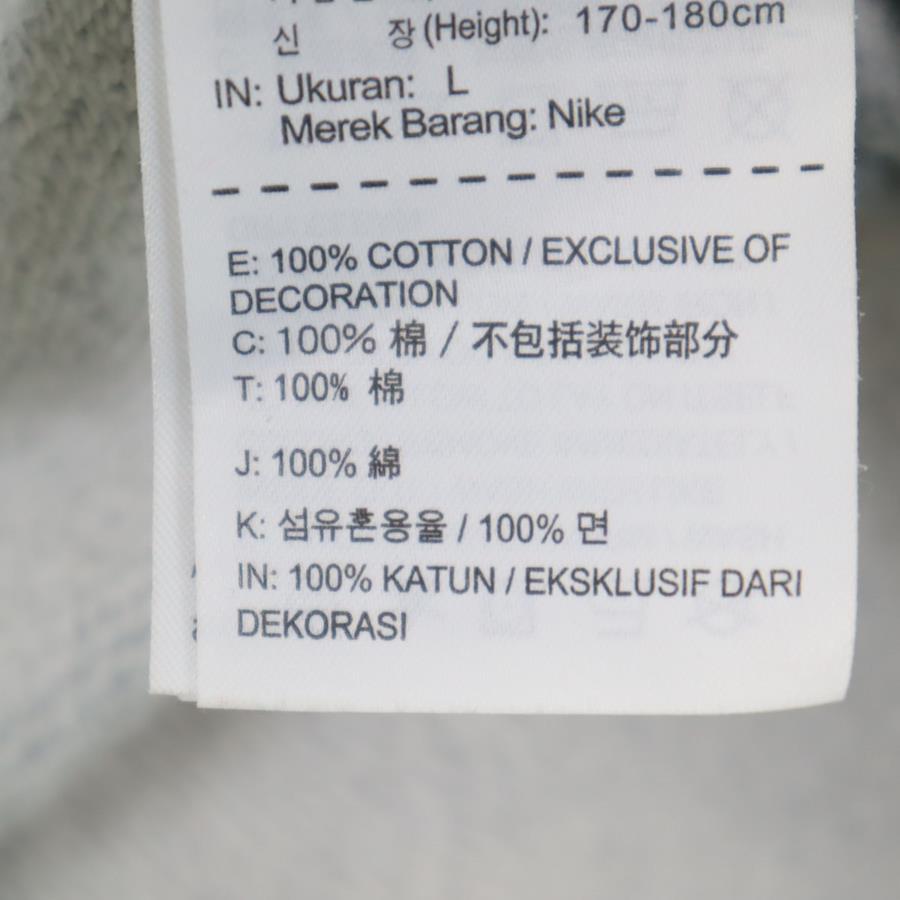 신 장 (Height): 170-180cm
IN: Ukuran: L
Merek Barang: Nike
E: 100% COTTON / EXCLUSIVE OF
DECORATION
C: 100% 棉 / 不包括装饰部分
T: 100% 棉
J: 100% 綿
K: 섬유혼용율 / 100% 면
IN: 100% KATUN / EKSKLUSIF DARI
DEKORASI